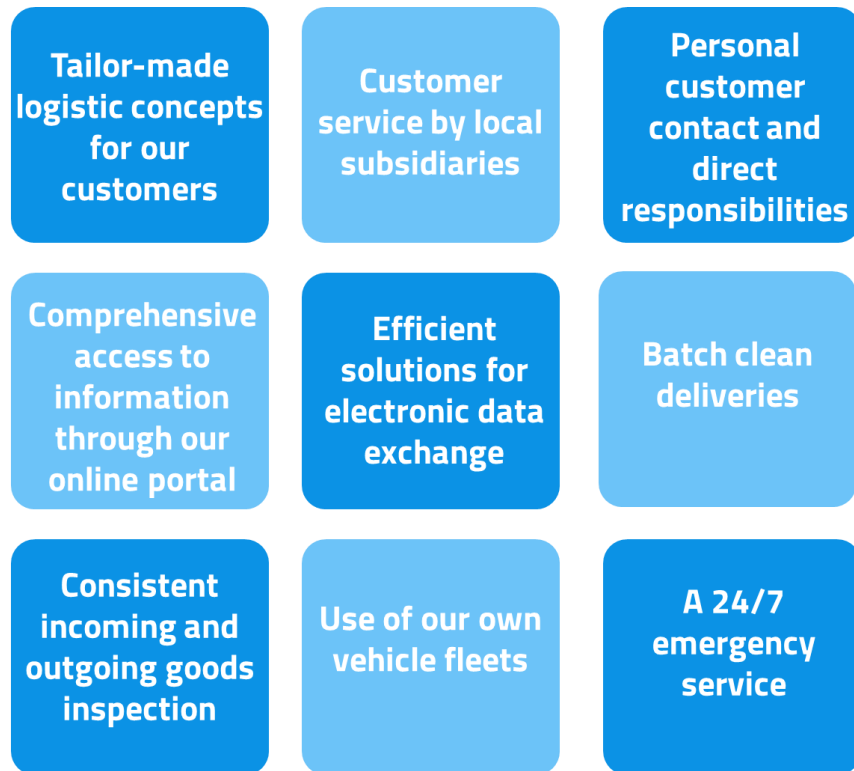 Tailor-made
logistic concepts
for our
customers
Customer
service by local
subsidiaries
Personal
customer
contact and
direct
responsibilities
Comprehensive
access to
information
through our
online portal
Efficient
solutions for
electronic data
exchange
Batch clean
deliveries
Consistent
incoming and
outgoing goods
inspection
Use of our own
vehicle fleets
A 24/7
emergency
service